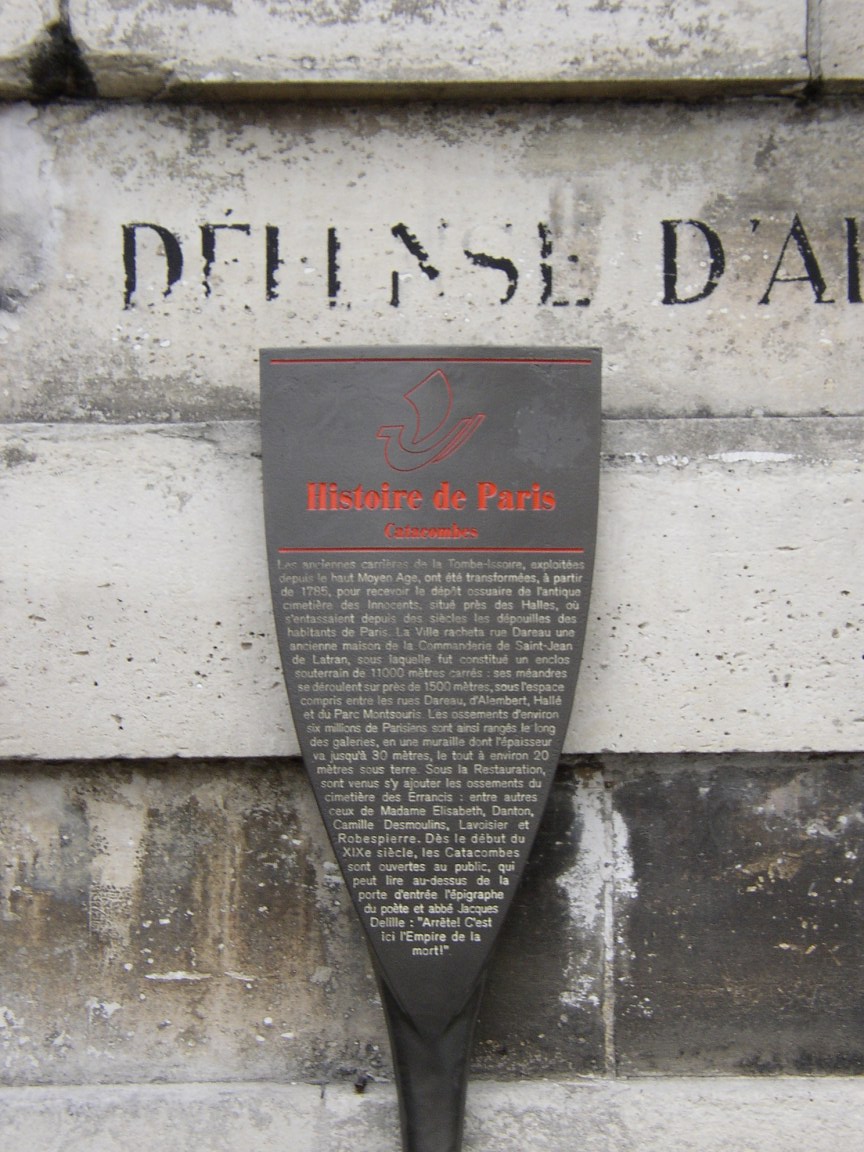 DÉFENSE D'A
Histoire de Paris
Catacombes
Les anciennes carrières de la Tombe-Issoire, exploitées
depuis le haut Moyen Age, ont été transformées, à partir
de 1785, pour recevoir le dépôt ossuaire de l'antique
cimetière des Innocents, situé près des Halles, où
s'entassaient depuis des siècles les dépouilles des
habitants de Paris. La Ville racheta rue Dareau une
ancienne maison de la Commanderie de Saint-Jean
de Latran, sous laquelle fut constitué un enclos
souterrain de 11000 mètres carrés : ses méandres
se déroulent sur près de 1500 mètres, sous l'espace
compris entre les rues Dareau, d'Alembert, Hallé
et du Parc Montsouris. Les ossements d'environ
six millions de Parisiens sont ainsi rangés le long
des galeries, en une muraille dont l'épaisseur
va jusqu'à 30 mètres, le tout à environ 20
mètres sous terre. Sous la Restauration,
sont venus s'y ajouter les ossements du
cimetière des Errancis : entre autres
ceux de Madame Elisabeth, Danton,
Camille Desmoulins, Lavoisier et
Robespierre. Dès le début du
XIXe siècle, les Catacombes
sont ouvertes au public, qui
peut lire au-dessus de la
porte d'entrée l'épigraphe
du poète et abbé Jacques
Delille : "Arrête! C'est
ici l'Empire de la
mort!"